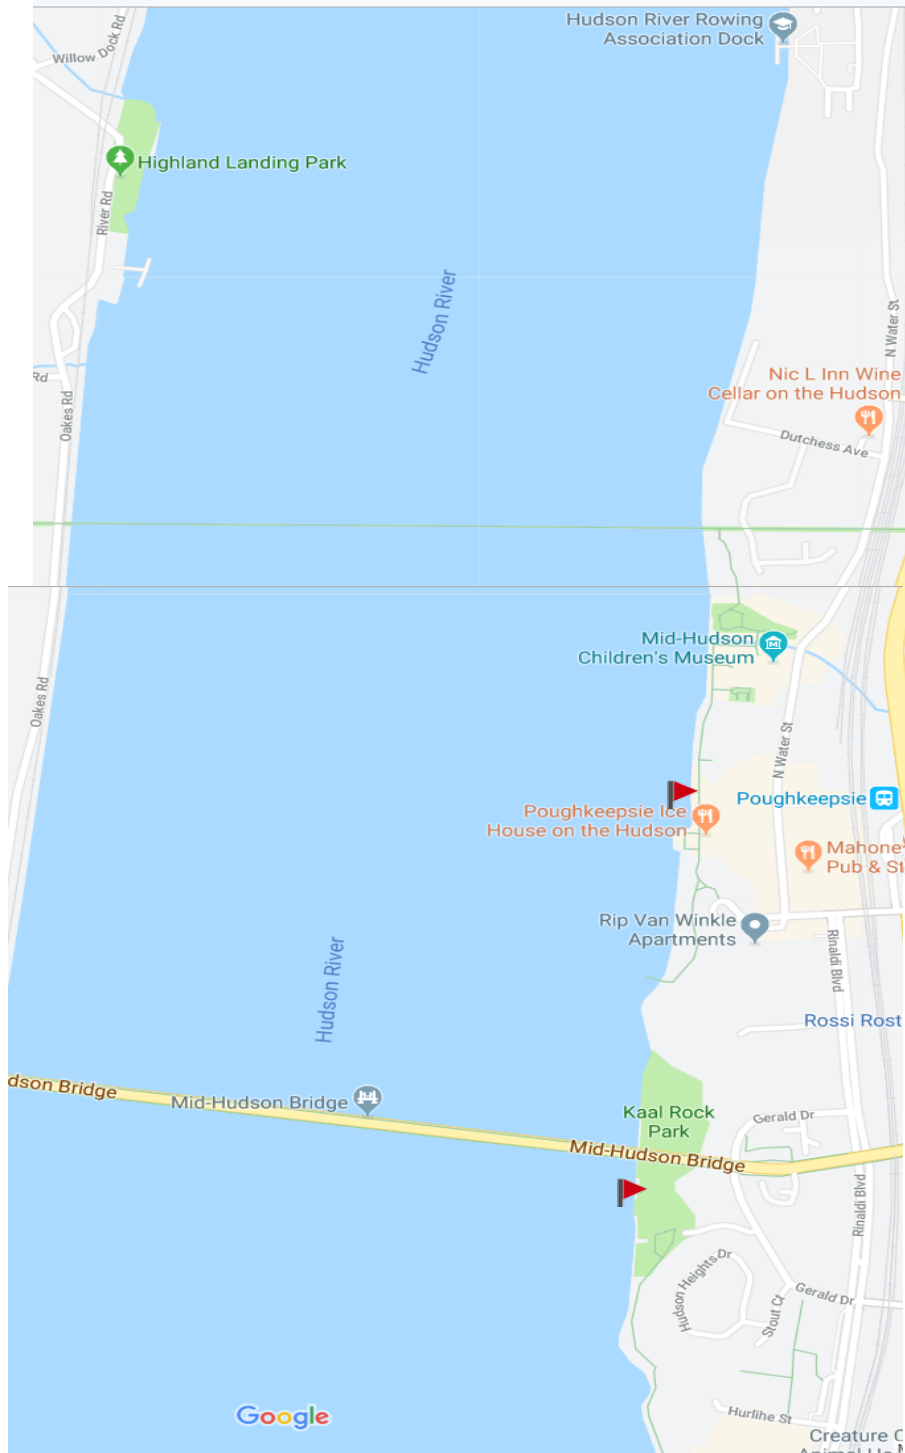 Hudson River Rowing
Association Dock
Willow Dock Rd
Highland Landing Park
River Rd
Hudson River
N Water St
Nic L Inn Wine
Cellar on the Hudson
Rd
Oakes Rd
Dutchess Ave
Mid-Hudson
Children's Museum
Oakes Rd
N Water St
Poughkeepsie
Poughkeepsie Ice
House on the Hudson
Mahone
Pub & St
Rip Van Winkle
Apartments
Rinaldi Blvd
Hudson River
Rossi Rost
dson Bridge
Mid-Hudson Bridge
Kaal Rock
Park
Gerald Dr
Mid-Hudson Bridge
Rinaldi Blvd
Hudson Heights Dr
Stout Ct
Gerald Dr
Google
Hurlihe St
Creature C